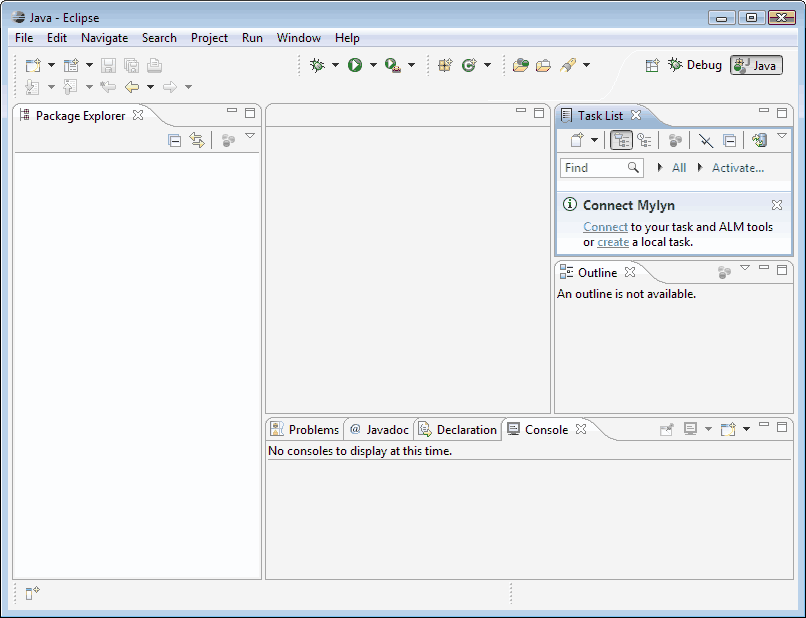 Java - Eclipse
File Edit Navigate Search Project Run Window Help
Debug Java
Package Explorer
Task List
Find All Activate...
Connect Mylyn
Connect to your task and ALM tools
or create a local task.
Outline
An outline is not available.
Problems @ Javadoc Declaration Console
No consoles to display at this time.